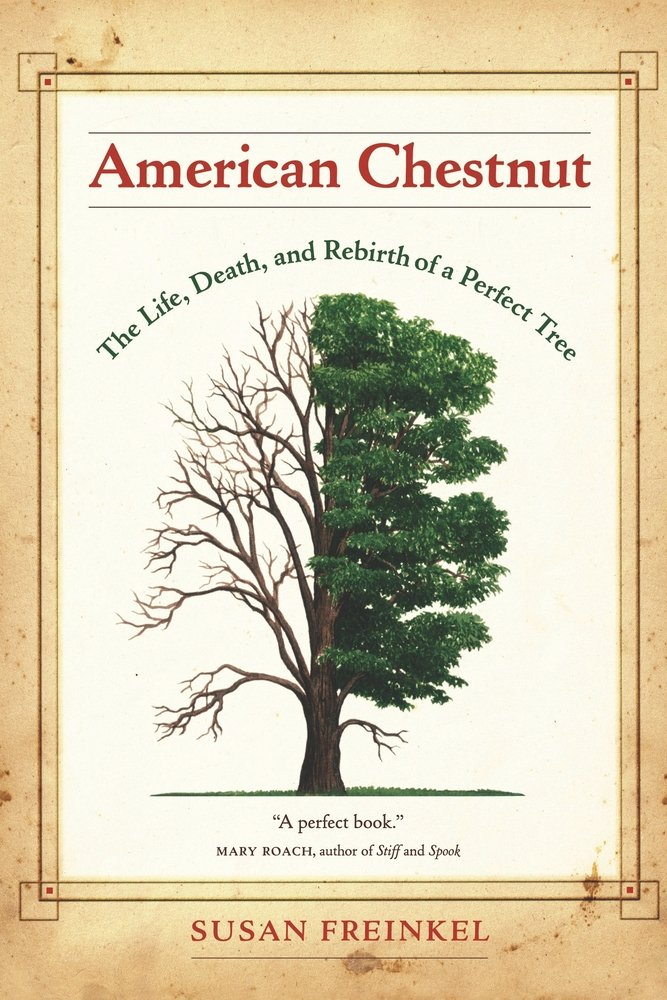 American Chestnut
The Life, Death, and Rebirth of a Perfect Tree
“A perfect book.”
MARY ROACH, author of Stiff and Spook
SUSAN FREINKEL